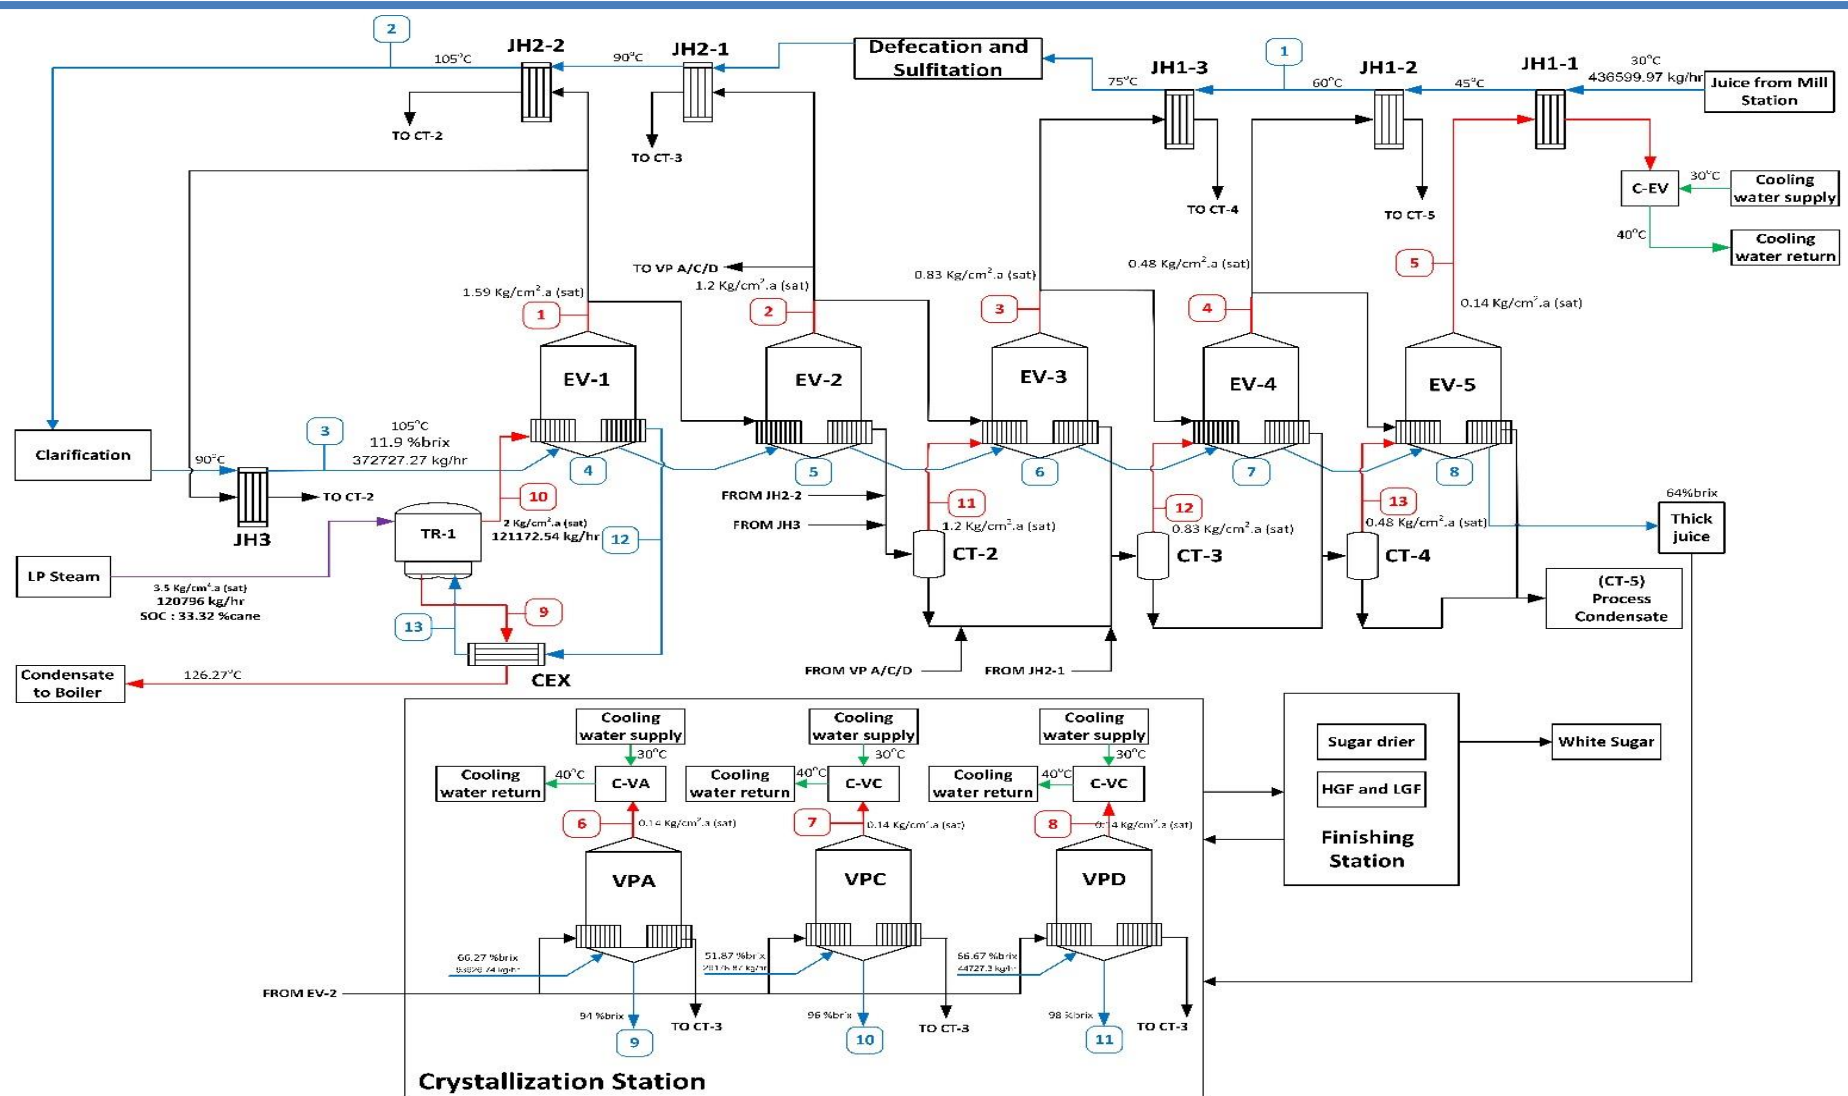 2
JH2-2
105°C
90°C
JH2-1
Defecation and
Sulfitation
75°C
JH1-3
1
60°C
JH1-2
45°C
JH1-1
30°C
436599.97 kg/hr
Juice from Mill
Station
TO CT-2
TO CT-3
TO CT-4
TO CT-5
C-EV
30°C
Cooling
water supply
40°C
Cooling
water return
TO VP A/C/D
1.59 Kg/cm².a (sat)
1.2 Kg/cm².a (sat)
0.83 Kg/cm².a (sat)
0.48 Kg/cm².a (sat)
0.14 Kg/cm².a (sat)
1
2
3
4
5
EV-1
EV-2
EV-3
EV-4
EV-5
Clarification
90°C
3
105°C
11.9 %brix
372727.27 kg/hr
4
5
6
7
8
TO CT-2
JH3
10
2 Kg/cm².a (sat)
121172.54 kg/hr
12
TR-1
FROM JH2-2
FROM JH3
11
1.2 Kg/cm².a (sat)
CT-2
12
0.83 Kg/cm².a (sat)
CT-3
13
0.48 Kg/cm².a (sat)
CT-4
64%brix
Thick
juice
LP Steam
3.5 Kg/cm².a (sat)
120796 kg/hr
SOC : 33.32 %cane
9
13
CEX
(CT-5)
Process
Condensate
Condensate
to Boiler
126.27°C
FROM VP A/C/D
FROM JH2-1
Cooling
water supply
30°C
Cooling
water return
40°C
C-VA
6
0.14 Kg/cm².a (sat)
VPA
Cooling
water supply
30°C
Cooling
water return
40°C
C-VC
7
0.14 Kg/cm².a (sat)
VPC
Cooling
water supply
30°C
Cooling
water return
40°C
C-VC
8
0.14 Kg/cm².a (sat)
VPD
66.27 %brix
51.87 %brix
66.67 %brix
44727.3 kg/hr
FROM EV-2
94 %brix
9
TO CT-3
96 %brix
10
TO CT-3
98 %brix
11
TO CT-3
Crystallization Station
Sugar drier
HGF and LGF
Finishing
Station
White Sugar